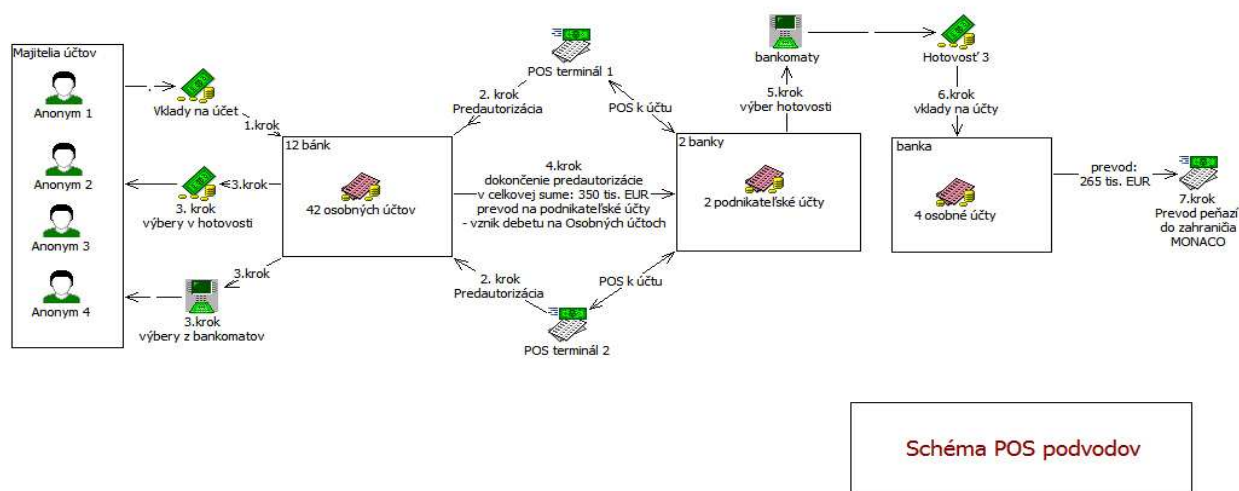 Majitelia účtov
Anonym 1
Anonym 2
Anonym 3
Anonym 4
Vklady na účet
1.krok
3.krok
3. krok
výbery v hotovosti
3.krok
3.krok
výbery z bankomatov
12 bánk
42 osobných účtov
POS terminál 1
2. krok
Predautorizácia
POS k účtu
4.krok
dokončenie predautorizácie
v celkovej sume: 350 tis. EUR
prevod na podnikateľské účty
- vznik debetu na Osobných účtoch
2. krok
Predautorizácia
POS k účtu
POS terminál 2
2 banky
2 podnikateľské účty
bankomaty
5.krok
výber hotovosti
Hotovosť 3
6.krok
vklady na účty
banka
4 osobné účty
prevod:
265 tis. EUR
7.krok
Prevod peňazí
do zahraničia
MONACO
Schéma POS podvodov